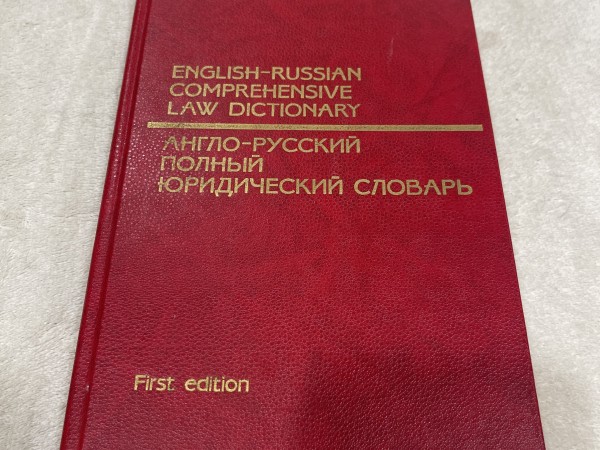 ENGLISH-RUSSIAN
COMPREHENSIVE
LAW DICTIONARY
АНГЛО-РУССКИЙ
ПОЛНЫЙ
ЮРИДИЧЕСКИЙ СЛОВАРЬ
First edition